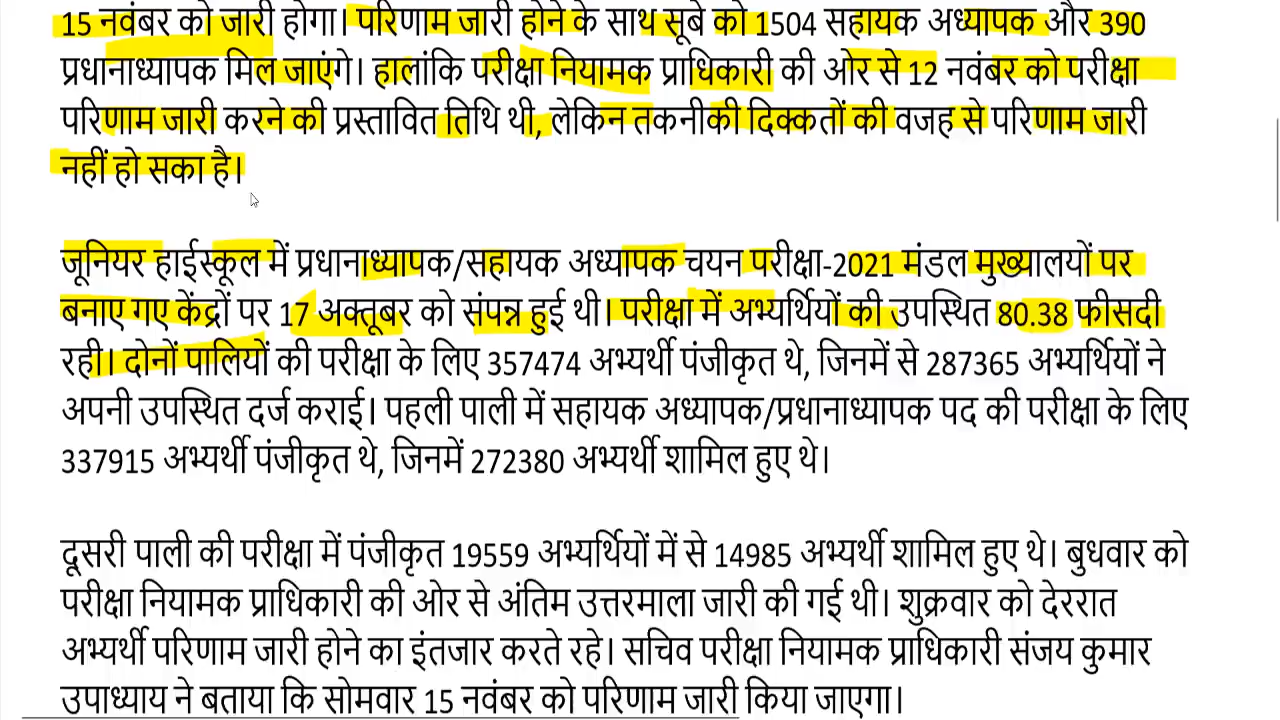 15 नवंबर को जारी होगा। परिणाम जारी होने के साथ सूबे को 1504 सहायक अध्यापक और 390
प्रधानाध्यापक मिल जाएंगे। हालांकि परीक्षा नियामक प्राधिकारी की ओर से 12 नवंबर को परीक्षा
परिणाम जारी करने की प्रस्तावित तिथि थी, लेकिन तकनीकी दिक्कतों की वजह से परिणाम जारी
नहीं हो सका है।
जूनियर हाईस्कूल में प्रधानाध्यापक/सहायक अध्यापक चयन परीक्षा-2021 मंडल मुख्यालयों पर
बनाए गए केंद्रों पर 17 अक्तूबर को संपन्न हुई थी। परीक्षा में अभ्यर्थियों की उपस्थित 80.38 फीसदी
रही। दोनों पालियों की परीक्षा के लिए 357474 अभ्यर्थी पंजीकृत थे, जिनमें से 287365 अभ्यर्थियों ने
अपनी उपस्थित दर्ज कराई। पहली पाली में सहायक अध्यापक/प्रधानाध्यापक पद की परीक्षा के लिए
337915 अभ्यर्थी पंजीकृत थे, जिनमें 272380 अभ्यर्थी शामिल हुए थे।
दूसरी पाली की परीक्षा में पंजीकृत 19559 अभ्यर्थियों में से 14985 अभ्यर्थी शामिल हुए थे। बुधवार को
परीक्षा नियामक प्राधिकारी की ओर से अंतिम उत्तरमाला जारी की गई थी। शुक्रवार को देररात
अभ्यर्थी परिणाम जारी होने का इंतजार करते रहे। सचिव परीक्षा नियामक प्राधिकारी संजय कुमार
उपाध्याय ने बताया कि सोमवार 15 नवंबर को परिणाम जारी किया जाएगा।